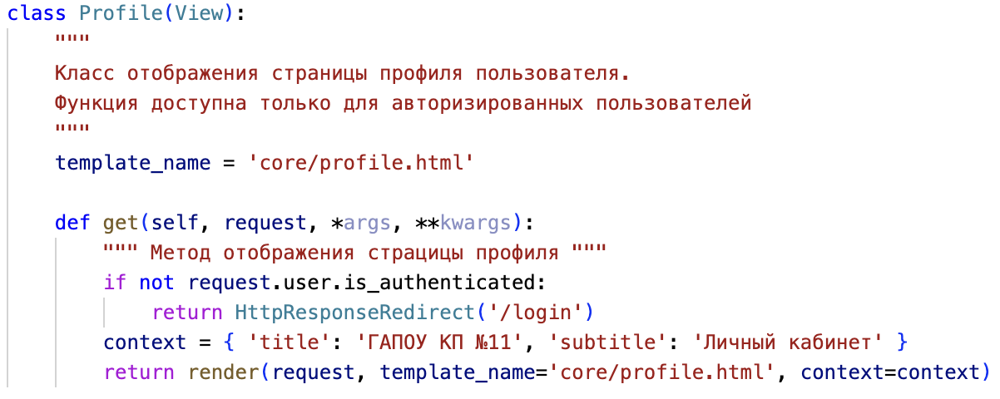 class Profile(View):
    """
    Класс отображения страницы профиля пользователя.
    Функция доступна только для авторизированных пользователей
    """
    template_name = 'core/profile.html'

    def get(self, request, *args, **kwargs):
        """ Метод отображения страцицы профиля """
        if not request.user.is_authenticated:
            return HttpResponseRedirect('/login')
        context = { 'title': 'ГАПОУ КП №11', 'subtitle': 'Личный кабинет' }
        return render(request, template_name='core/profile.html', context=context)